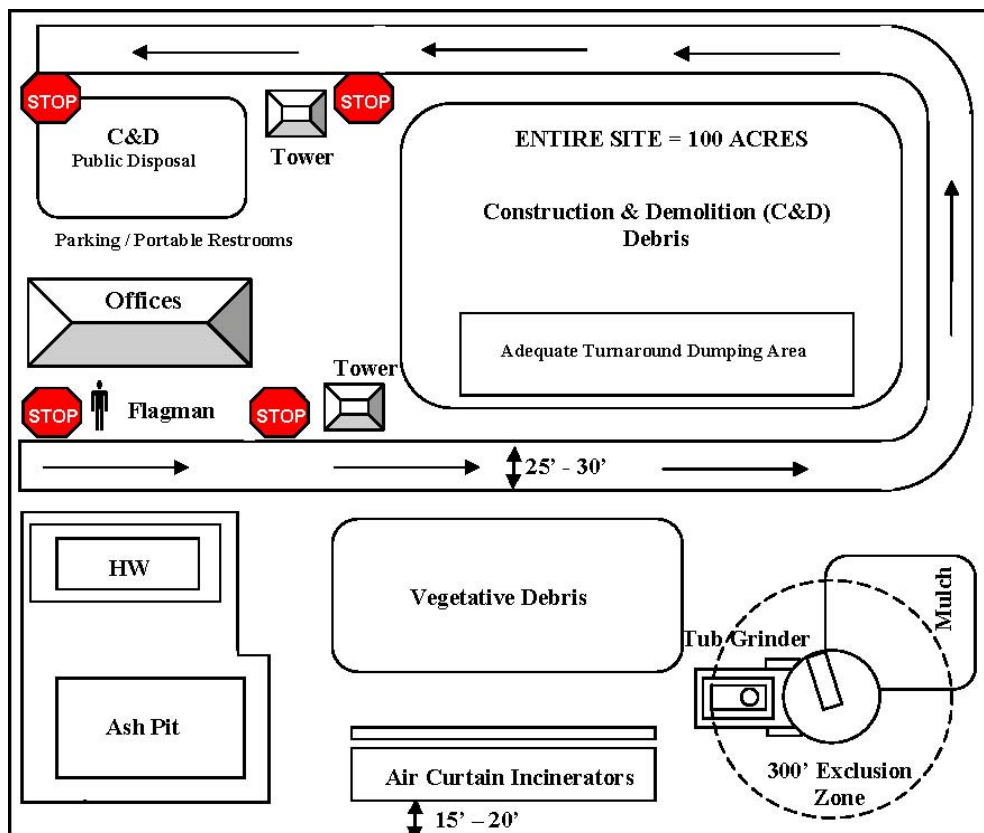 STOP
STOP
C&D
Public Disposal
Tower
ENTIRE SITE = 100 ACRES
Construction & Demolition (C&D)
Debris
Parking / Portable Restrooms
Offices
Adequate Turnaround Dumping Area
Tower
STOP
Flagman
STOP
25’ - 30’
HW
Vegetative Debris
Mulch
Tub Grinder
Ash Pit
Air Curtain Incinerators
300’ Exclusion
Zone
15’ – 20’